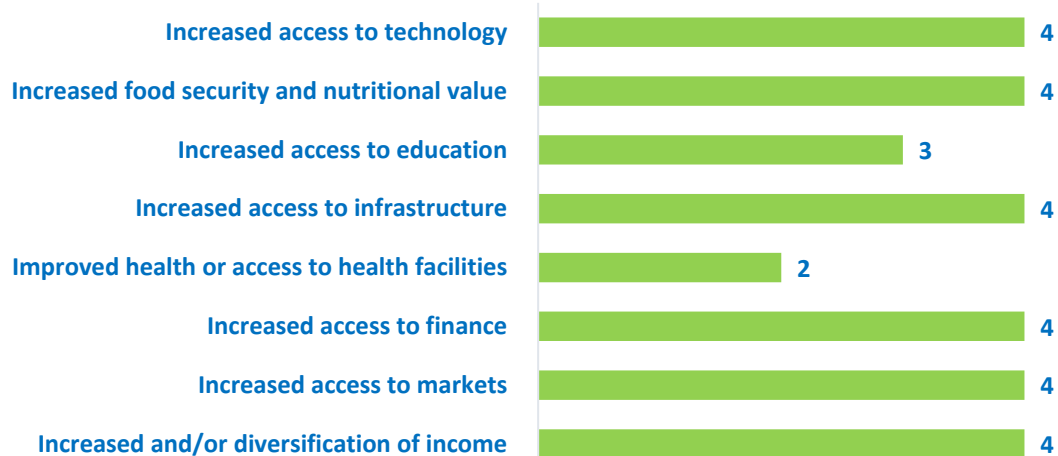 Increased access to technology 4
Increased food security and nutritional value 4
Increased access to education 3
Increased access to infrastructure 4
Improved health or access to health facilities 2
Increased access to finance 4
Increased access to markets 4
Increased and/or diversification of income 4